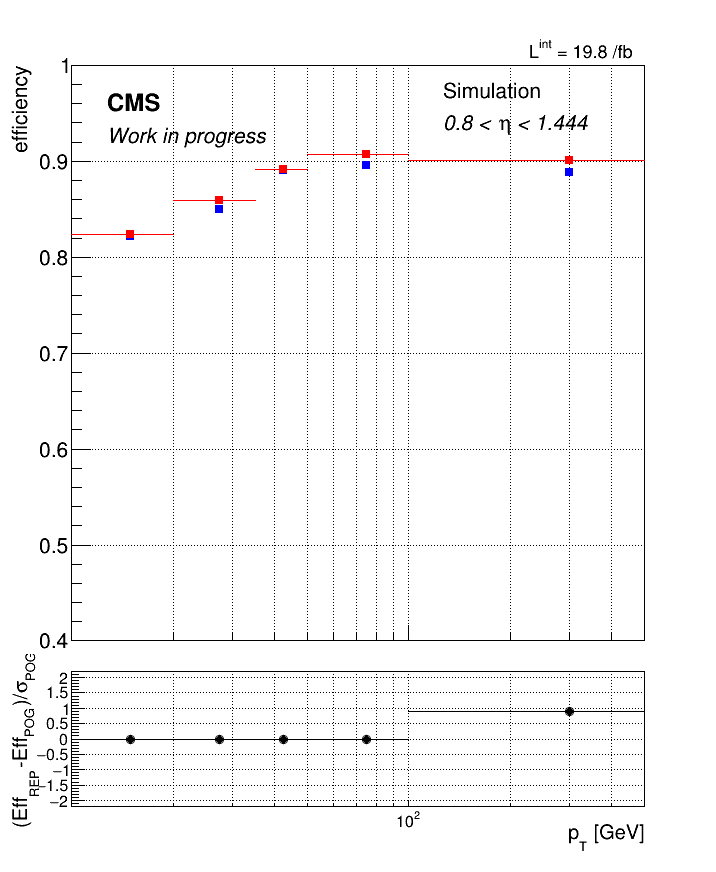 L^int = 19.8 /fb
efficiency
CMS
Work in progress
Simulation
0.8 < η < 1.444
1
0.9
0.8
0.7
0.6
0.5
0.4
(Eff_REP -Eff_POG)/σ_POG
2
1.5
1
0.5
0
−0.5
−1
−1.5
−2
10^2
p_T [GeV]